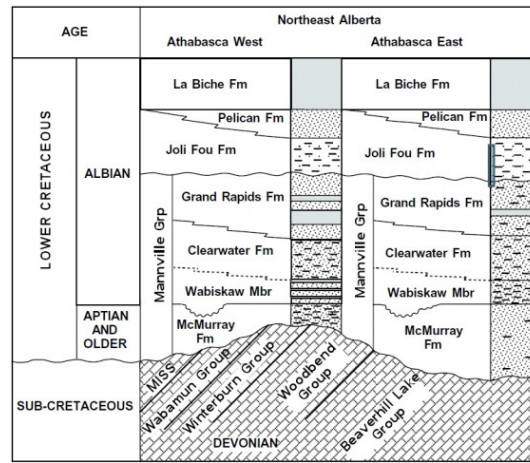 Northeast Alberta
AGE
Athabasca West
Athabasca East
LOWER CRETACEOUS
ALBIAN
APTIAN
AND
OLDER
SUB-CRETACEOUS
La Biche Fm
Pelican Fm
Joli Fou Fm
Mannville Grp
Grand Rapids Fm
Clearwater Fm
Wabiskaw Mbr
McMurray
Fm
La Biche Fm
Pelican Fm
Joli Fou Fm
Mannville Grp
Grand Rapids Fm
Clearwater Fm
Wabiskaw Mbr
McMurray
Fm
MISS
Wabamun Group
Winterburn Group
Woodbend
Group
Beaverhill Lake
Group
DEVONIAN